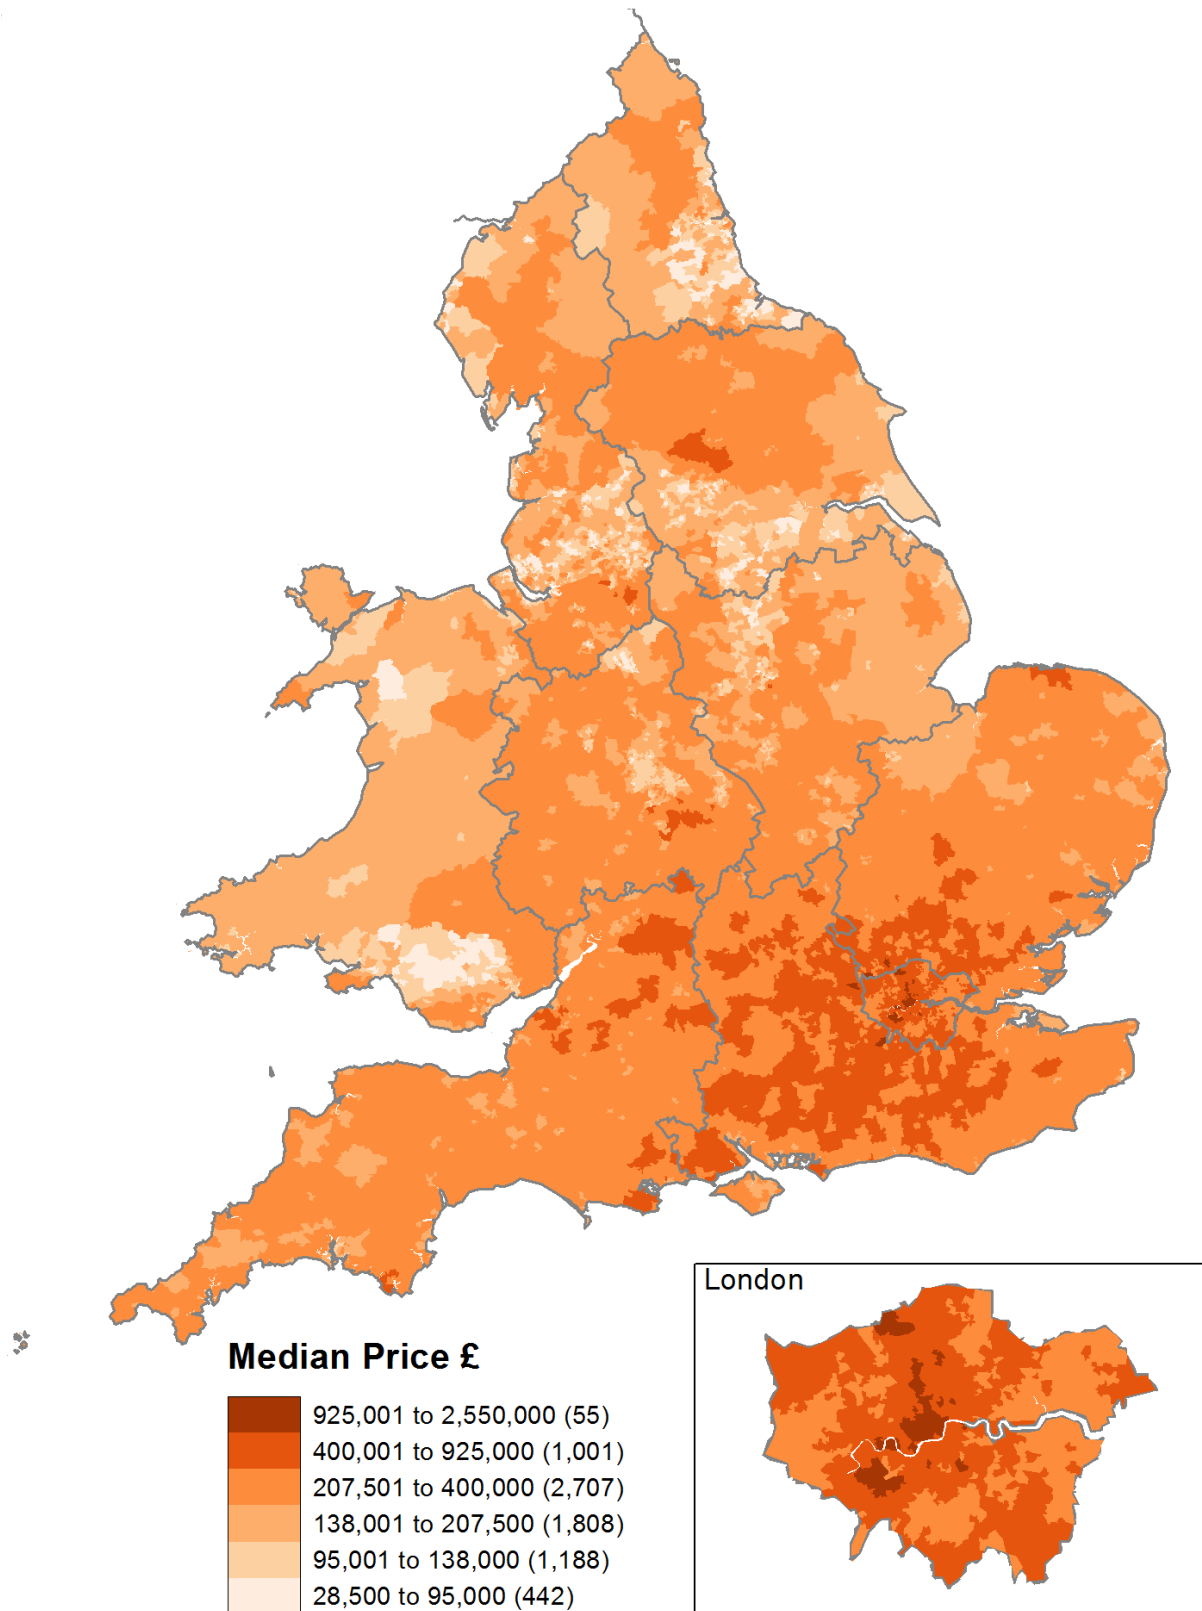 London
Median Price £
925,001 to 2,550,000 (55)
400,001 to 925,000 (1,001)
207,501 to 400,000 (2,707)
138,001 to 207,500 (1,808)
95,001 to 138,000 (1,188)
28,500 to 95,000 (442)